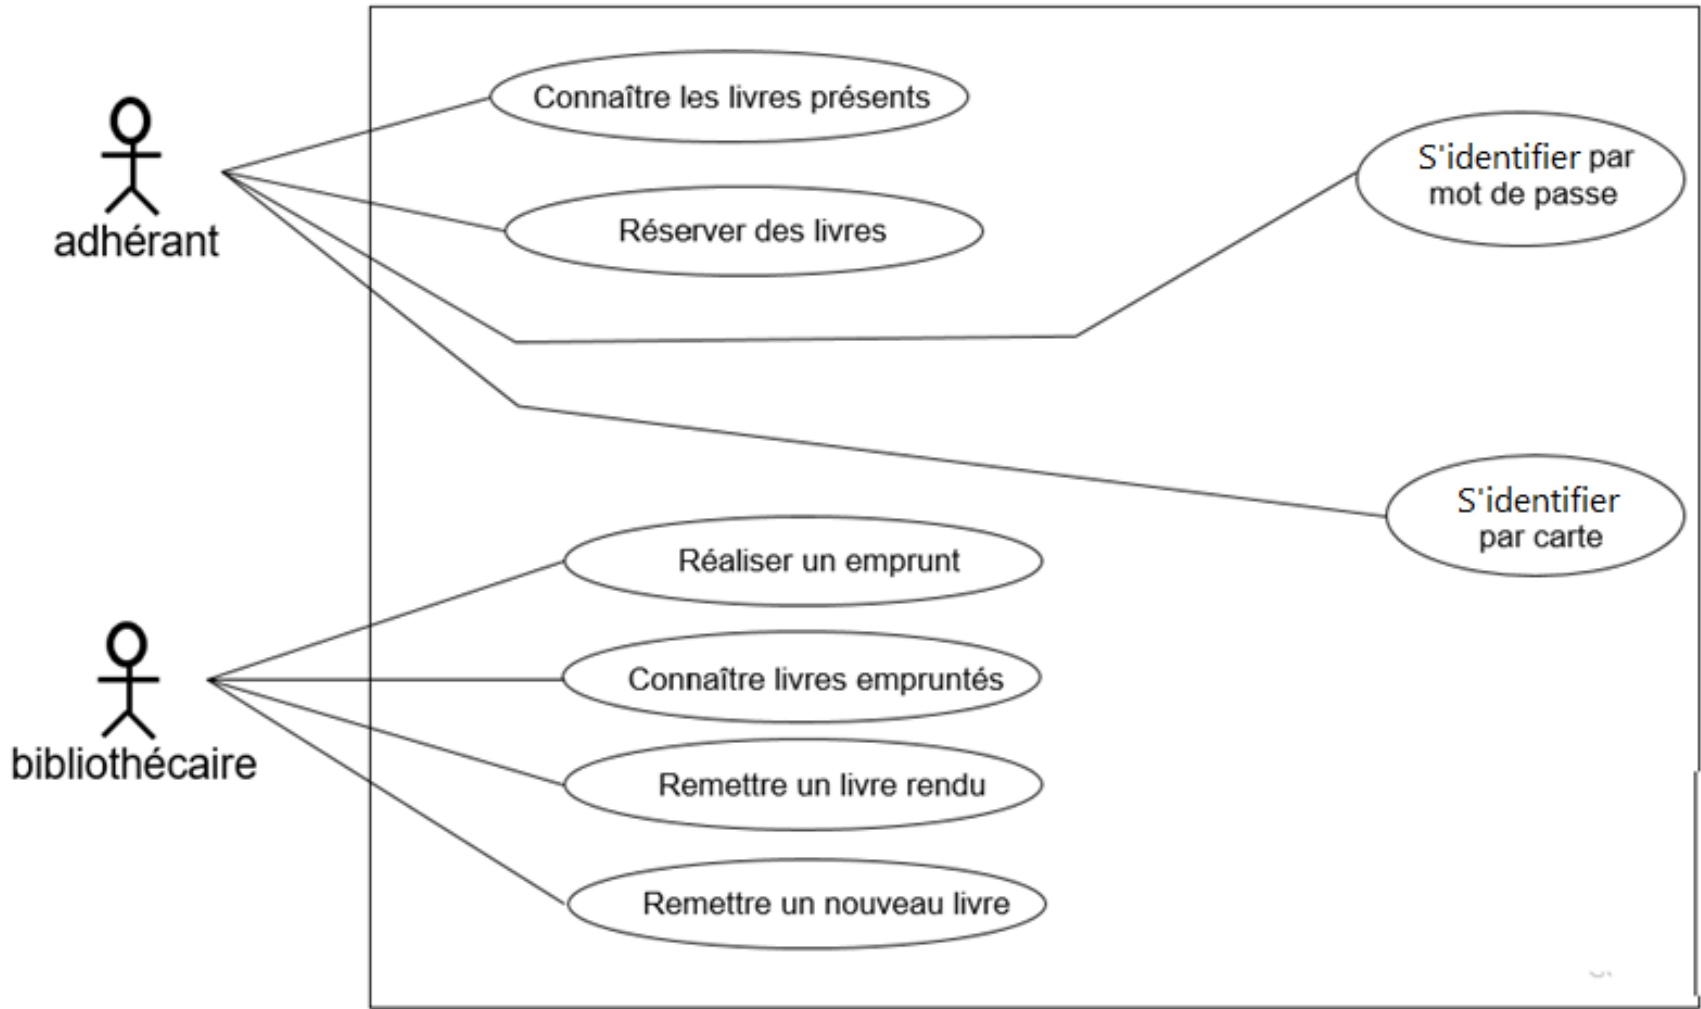 Connaître les livres présents
S'identifier par
mot de passe
adhérant
Réserver des livres
S'identifier
par carte
Réaliser un emprunt
bibliothécaire
Connaître livres empruntés
Remettre un livre rendu
Remettre un nouveau livre